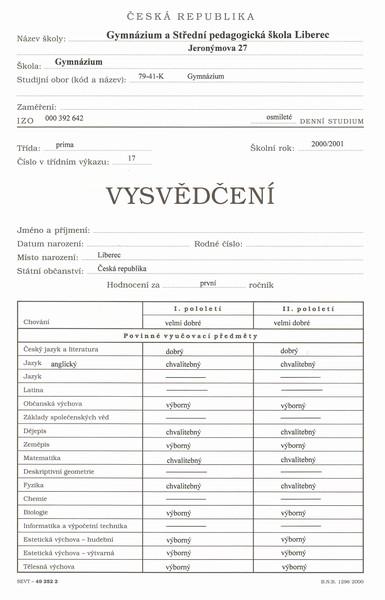 ČESKÁ REPUBLIKA
Název školy: Gymnázium a Střední pedagogická škola Liberec
Jeronýmova 27
Škola: Gymnázium
Studijní obor (kód a název): 79-41-K Gymnázium
Zaměření:
IZO 000 392 642 osmileté DENNÍ STUDIUM
Třída: prima Školní rok: 2000/2001
Číslo v třídním výkazu: 17
VYSVĚDČENÍ
Jméno a příjmení:
Datum narození: Rodné číslo:
Místo narození: Liberec
Státní občanství: Česká republika
Hodnocení za první ročník
I. pololetí II. pololetí
Chování velmi dobré velmi dobré
Povinné vyučovací předměty
Český jazyk a literatura dobrý dobrý
Jazyk anglický chvalitebný chvalitebný
Jazyk
Latina
Občanská výchova výborný výborný
Základy společenských věd
Dějepis chvalitebný chvalitebný
Zeměpis výborný výborný
Matematika chvalitebný chvalitebný
Deskriptivní geometrie
Fyzika chvalitebný chvalitebný
Chemie
Biologie výborný výborný
Informatika a výpočetní technika
Estetická výchova – hudební výborný výborný
Estetická výchova – výtvarná výborný výborný
Tělesná výchova výborný výborný
SEVT – 49 352 2 B.N.B. 1296 2000